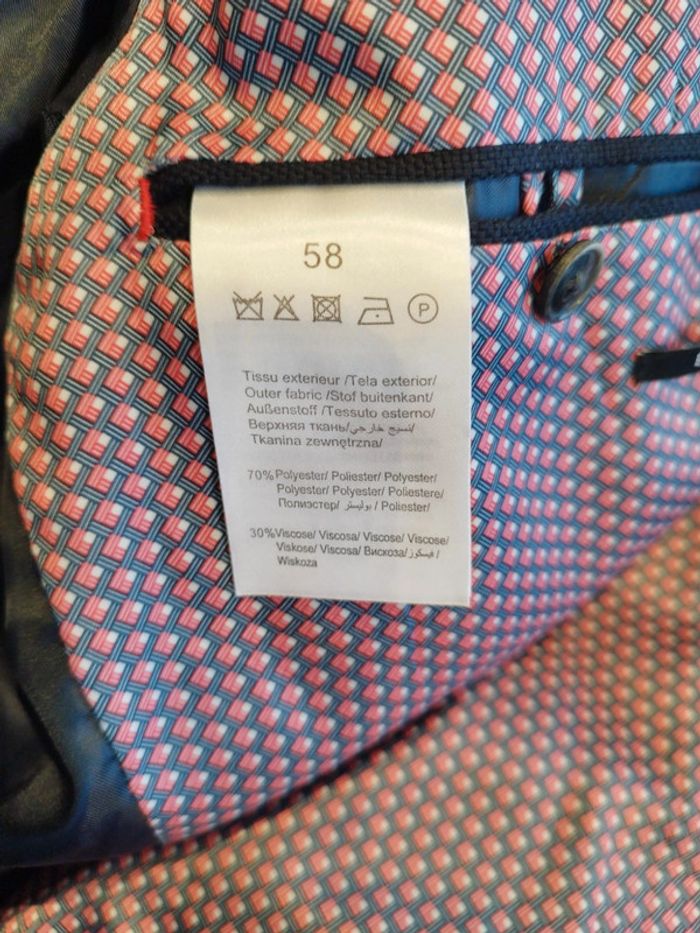 58
P
Tissu exterieur /Tela exterior/
Outer fabric /Stof buitenkant/
Außenstoff /Tessuto esterno/
Верхняя ткань/نسيج خارجي/
Tkanina zewnętrzna/
70%Polyester/ Poliester/ Polyester/
Polyester/ Polyester/ Poliestere/
Полиэстер/ بوليستر / Poliester/
30%Viscose/ Viscosa/ Viscose/ Viscose/
Viskose/ Viscosa/ Вискоза/فيسكوز/
Wiskoza